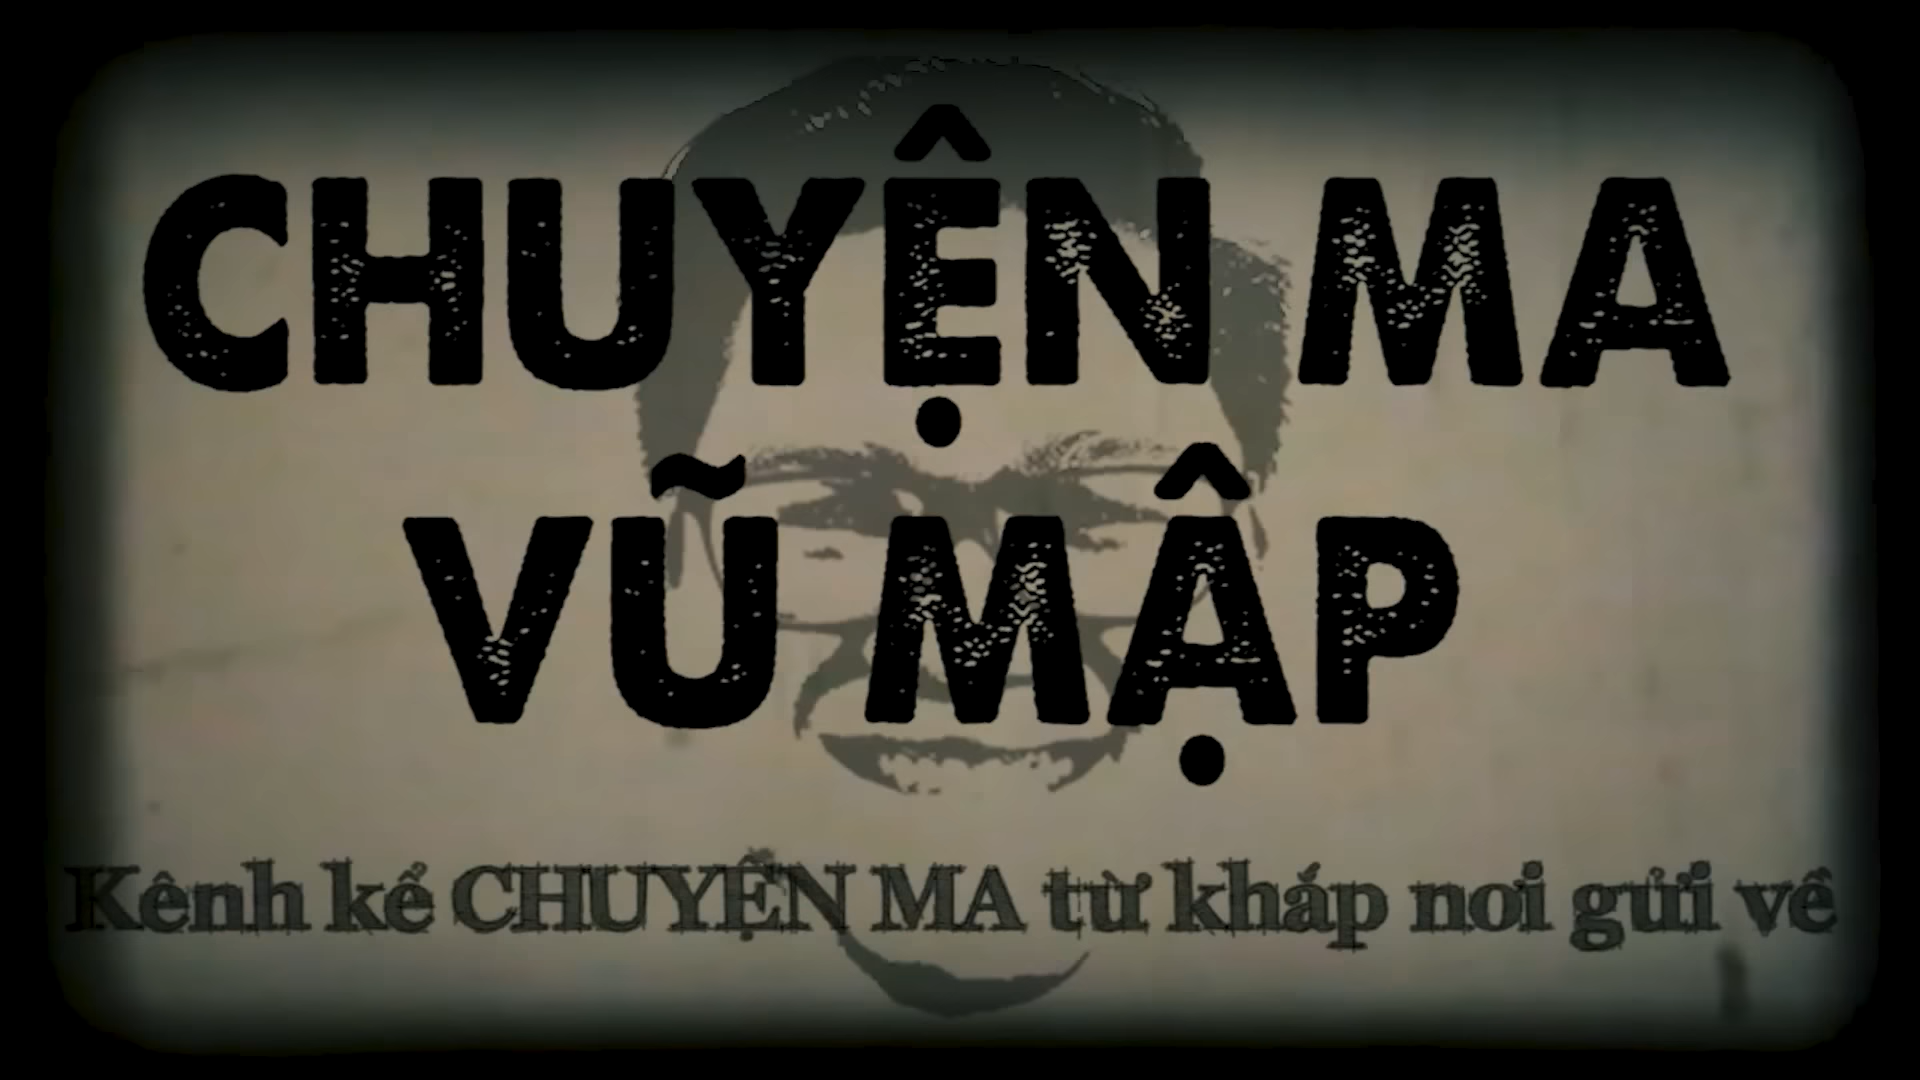 CHUYỆN MA
VŨ MẬP
Kênh kể CHUYỆN MA từ khắp nơi gửi về